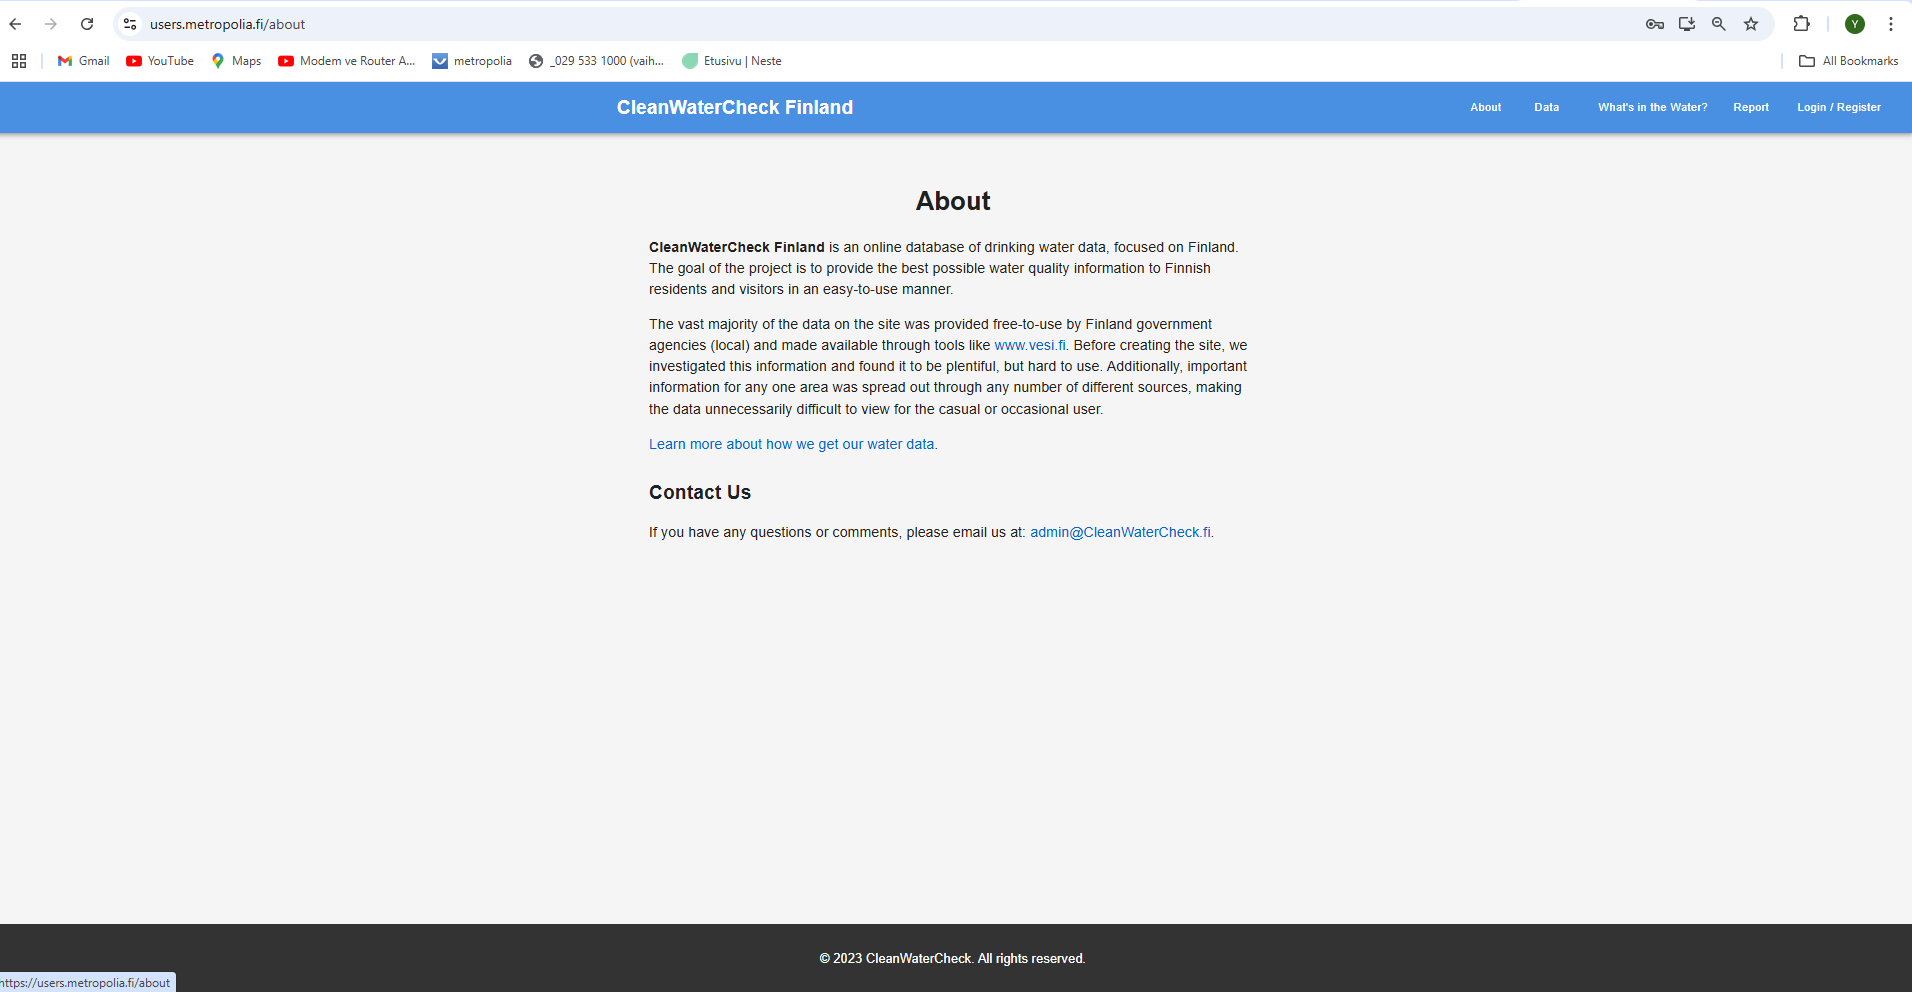 users.metropolia.fi/about
Y
Gmail YouTube Maps Modem ve Router A... metropolia _029 533 1000 (vaih... Etusivu | Neste All Bookmarks
CleanWaterCheck Finland About Data What's in the Water? Report Login / Register
About
CleanWaterCheck Finland is an online database of drinking water data, focused on Finland.
The goal of the project is to provide the best possible water quality information to Finnish
residents and visitors in an easy-to-use manner.
The vast majority of the data on the site was provided free-to-use by Finland government
agencies (local) and made available through tools like www.vesi.fi. Before creating the site, we
investigated this information and found it to be plentiful, but hard to use. Additionally, important
information for any one area was spread out through any number of different sources, making
the data unnecessarily difficult to view for the casual or occasional user.
Learn more about how we get our water data.
Contact Us
If you have any questions or comments, please email us at: admin@CleanWaterCheck.fi.
© 2023 CleanWaterCheck. All rights reserved.
https://users.metropolia.fi/about